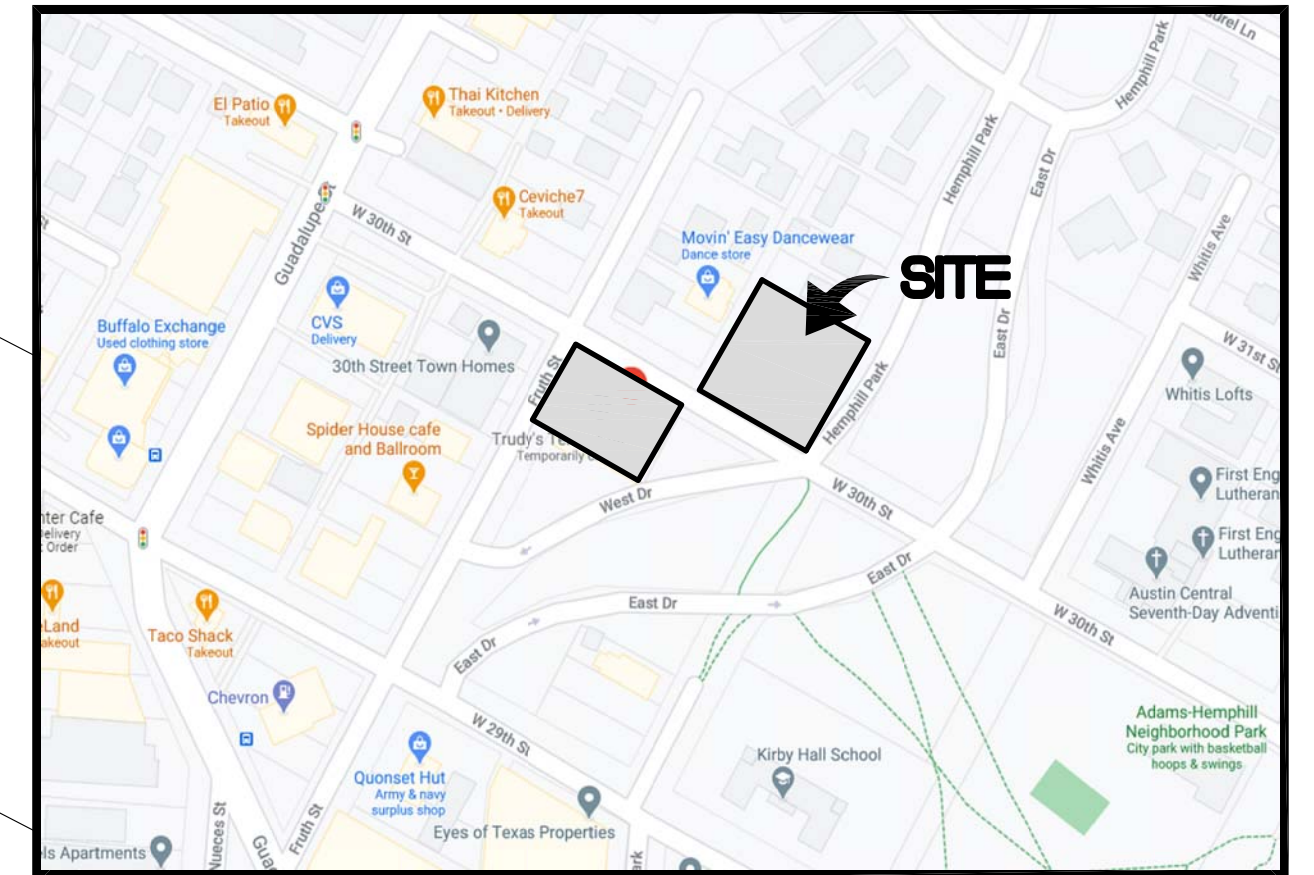 El Patio
Takeout
Thai Kitchen
Takeout • Delivery
Hemphill Park
Hemphill Park
East Dr
Guadalupe St
W 30th St
Ceviche7
Takeout
Movin' Easy Dancewear
Dance store
SITE
Whitis Ave
W 31st St
Whitis Lofts
Buffalo Exchange
Used clothing store
CVS
Delivery
30th Street Town Homes
Fruth St
East Dr
Hemphill Park
Spider House cafe
and Ballroom
Trudy's
Temporarily
West Dr
W 30th St
Whitis Ave
First Eng
Lutheran
First Eng
Lutheran
Cafe
Order
East Dr
East Dr
East Dr
Austin Central
Seventh-Day Adventi
W 30th St
Taco Shack
Takeout
Chevron
W 29th St
Quonset Hut
Army & navy
surplus shop
Kirby Hall School
Adams-Hemphill
Neighborhood Park
City park with basketball
hoops & swings
Eyes of Texas Properties
Nueces St
Fruth St
Apartments